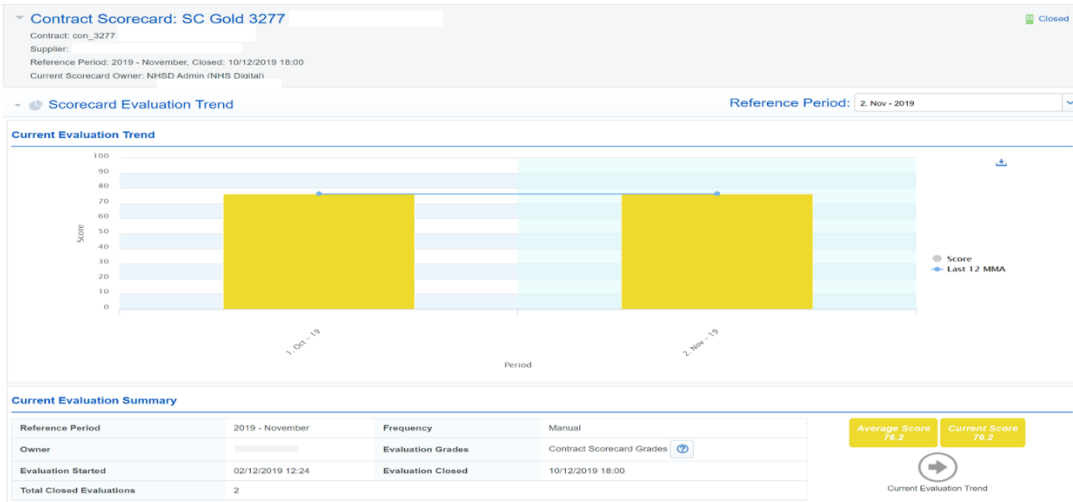 Contract Scorecard: SC Gold 3277
Closed
Contract: con_3277
Supplier:
Reference Period: 2019 - November, Closed: 10/12/2019 18:00
Current Scorecard Owner: NHSD Admin (NHS Digital)
Scorecard Evaluation Trend
Reference Period: 2. Nov - 2019
Current Evaluation Trend
100
90
80
70
60
50
40
30
20
10
0
Score
1. Oct - 19
2. Nov - 19
Period
Score
Last 12 MMA
Current Evaluation Summary
Reference Period 2019 - November Frequency Manual
Owner Evaluation Grades Contract Scorecard Grades ?
Evaluation Started 02/12/2019 12:24 Evaluation Closed 10/12/2019 18:00
Total Closed Evaluations 2
Average Score
76.2
Current Score
76.2
Current Evaluation Trend